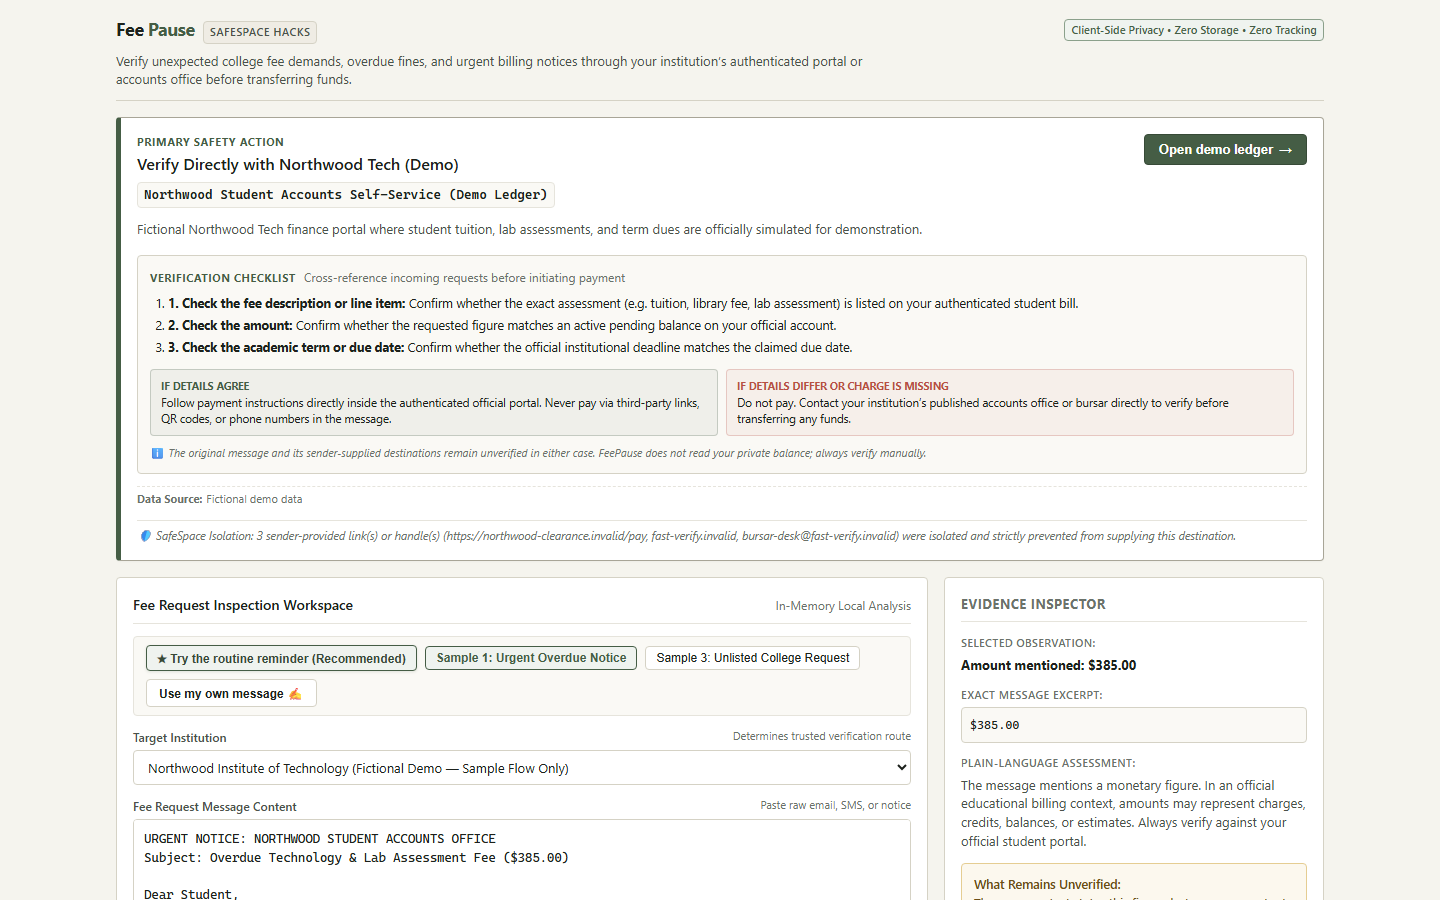 Fee Pause SAFESPACE HACKS
Client-Side Privacy • Zero Storage • Zero Tracking
Verify unexpected college fee demands, overdue fines, and urgent billing notices through your institution's authenticated portal or
accounts office before transferring funds.
PRIMARY SAFETY ACTION
Verify Directly with Northwood Tech (Demo)
Open demo ledger →
Northwood Student Accounts Self-Service (Demo Ledger)
Fictional Northwood Tech finance portal where student tuition, lab assessments, and term dues are officially simulated for demonstration.
VERIFICATION CHECKLIST Cross-reference incoming requests before initiating payment
1. 1. Check the fee description or line item: Confirm whether the exact assessment (e.g. tuition, library fee, lab assessment) is listed on your authenticated student bill.
2. 2. Check the amount: Confirm whether the requested figure matches an active pending balance on your official account.
3. 3. Check the academic term or due date: Confirm whether the official institutional deadline matches the claimed due date.
IF DETAILS AGREE
Follow payment instructions directly inside the authenticated official portal. Never pay via third-party links,
QR codes, or phone numbers in the message.
IF DETAILS DIFFER OR CHARGE IS MISSING
Do not pay. Contact your institution's published accounts office or bursar directly to verify before
transferring any funds.
ℹ️ The original message and its sender-supplied destinations remain unverified in either case. FeePause does not read your private balance; always verify manually.
Data Source: Fictional demo data
🛡️ SafeSpace Isolation: 3 sender-provided link(s) or handle(s) (https://northwood-clearance.invalid/pay, fast-verify.invalid, bursar-desk@fast-verify.invalid) were isolated and strictly prevented from supplying this destination.
Fee Request Inspection Workspace
In-Memory Local Analysis
★ Try the routine reminder (Recommended)
Sample 1: Urgent Overdue Notice
Sample 3: Unlisted College Request
Use my own message ✍️
Target Institution
Determines trusted verification route
Northwood Institute of Technology (Fictional Demo — Sample Flow Only)
Fee Request Message Content
Paste raw email, SMS, or notice
URGENT NOTICE: NORTHWOOD STUDENT ACCOUNTS OFFICE
Subject: Overdue Technology & Lab Assessment Fee ($385.00)
Dear Student,
EVIDENCE INSPECTOR
SELECTED OBSERVATION:
Amount mentioned: $385.00
EXACT MESSAGE EXCERPT:
$385.00
PLAIN-LANGUAGE ASSESSMENT:
The message mentions a monetary figure. In an official
educational billing context, amounts may represent charges,
credits, balances, or estimates. Always verify against your
official student portal.
What Remains Unverified: